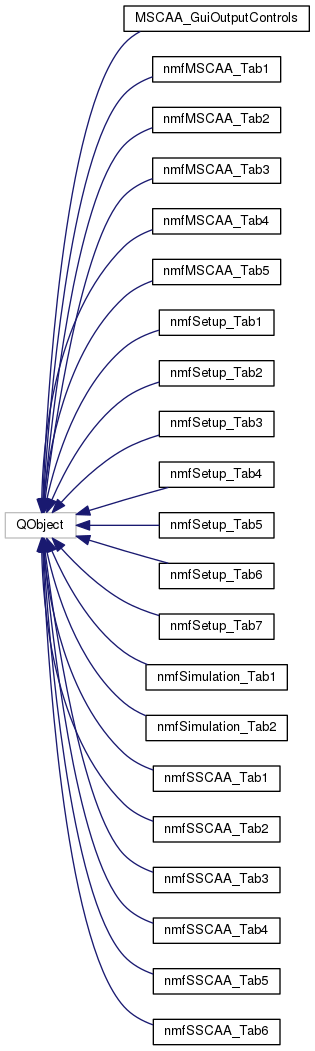 MSCAA_GuiOutputControls
nmfMSCAA_Tab1
nmfMSCAA_Tab2
nmfMSCAA_Tab3
nmfMSCAA_Tab4
nmfMSCAA_Tab5
nmfSetup_Tab1
nmfSetup_Tab2
nmfSetup_Tab3
nmfSetup_Tab4
QObject
nmfSetup_Tab5
nmfSetup_Tab6
nmfSetup_Tab7
nmfSimulation_Tab1
nmfSimulation_Tab2
nmfSSCAA_Tab1
nmfSSCAA_Tab2
nmfSSCAA_Tab3
nmfSSCAA_Tab4
nmfSSCAA_Tab5
nmfSSCAA_Tab6